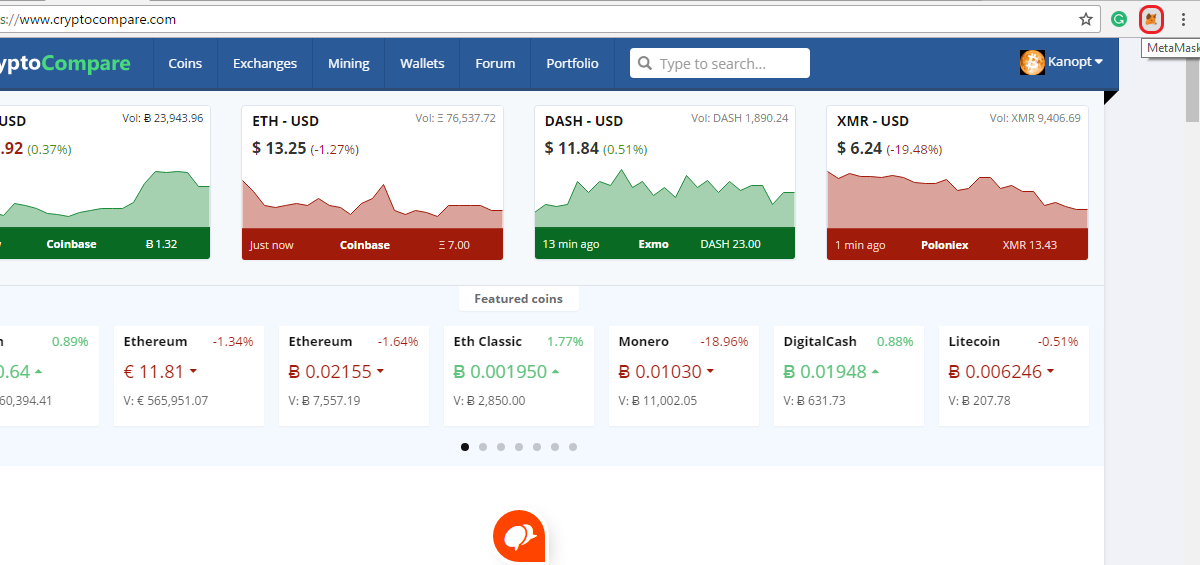 s://www.cryptocompare.com
MetaMask
yptoCompare Coins Exchanges Mining Wallets Forum Portfolio Type to search... Kanopt
USD Vol: Ƀ 23,943.96 ETH - USD Vol: Ξ 76,537.72 DASH - USD Vol: DASH 1,890.24 XMR - USD Vol: XMR 9,406.69
.92 (0.37%) $ 13.25 (-1.27%) $ 11.84 (0.51%) $ 6.24 (-19.48%)
Coinbase Ƀ 1.32 Just now Coinbase Ξ 7.00 13 min ago Exmo DASH 23.00 1 min ago Poloniex XMR 13.43
Featured coins
n 0.89% Ethereum -1.34% Ethereum -1.64% Eth Classic 1.77% Monero -18.96% DigitalCash 0.88% Litecoin -0.51%
0.64 € 11.81 Ƀ 0.02155 Ƀ 0.001950 Ƀ 0.01030 Ƀ 0.01948 Ƀ 0.006246
60,394.41 V: € 565,951.07 V: Ƀ 7,557.19 V: Ƀ 2,850.00 V: Ƀ 11,002.05 V: Ƀ 631.73 V: Ƀ 207.78